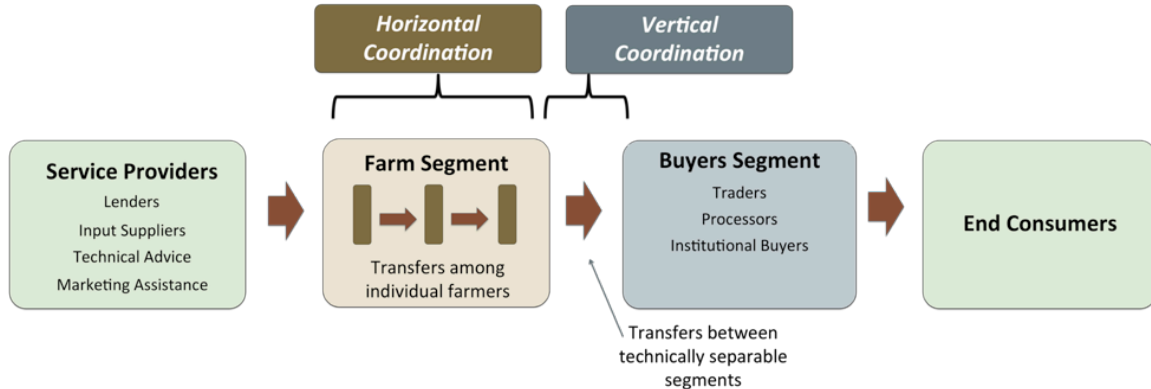 Horizontal
Coordination
Vertical
Coordination
Service Providers
Lenders
Input Suppliers
Technical Advice
Marketing Assistance
Farm Segment
Transfers among
individual farmers
Buyers Segment
Traders
Processors
Institutional Buyers
End Consumers
Transfers between
technically separable
segments